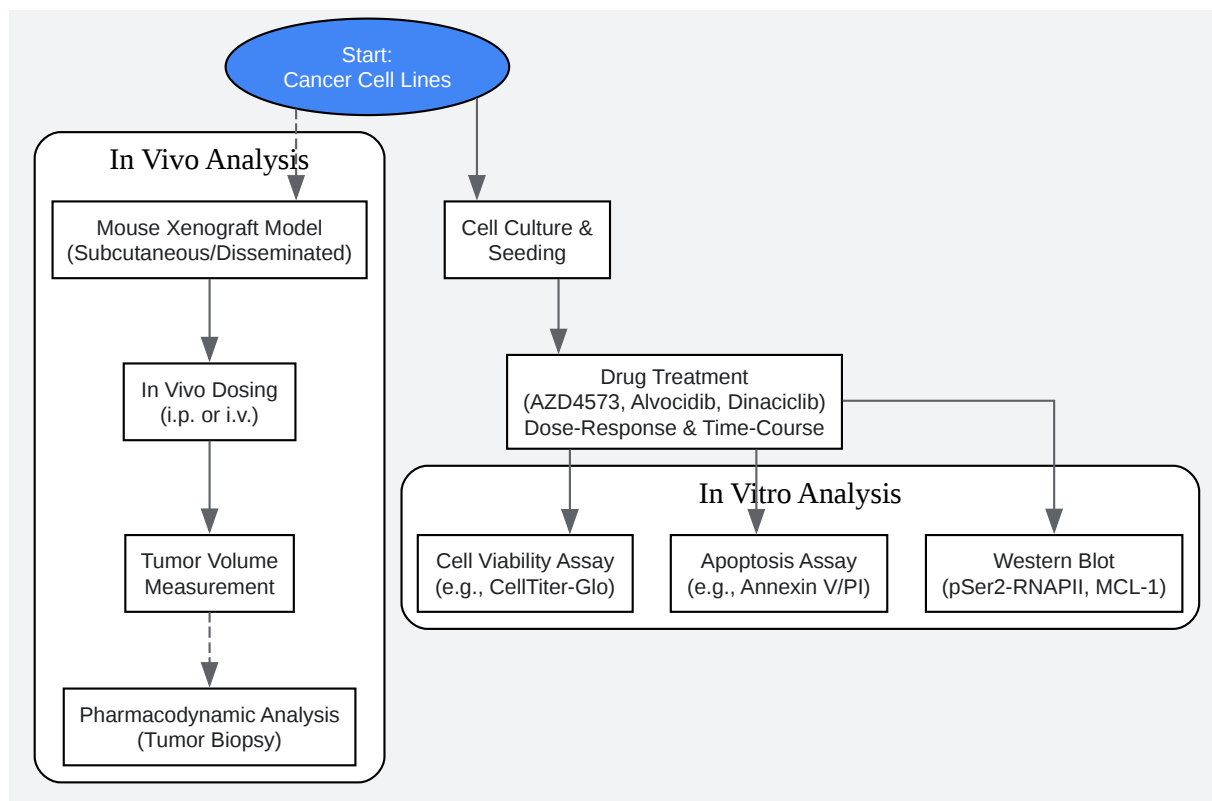 Start:
Cancer Cell Lines
In Vivo Analysis
Mouse Xenograft Model
(Subcutaneous/Disseminated)
In Vivo Dosing
(i.p. or i.v.)
Tumor Volume
Measurement
Pharmacodynamic Analysis
(Tumor Biopsy)
Cell Culture &
Seeding
Drug Treatment
(AZD4573, Alvocidib, Dinaciclib)
Dose-Response & Time-Course
In Vitro Analysis
Cell Viability Assay
(e.g., CellTiter-Glo)
Apoptosis Assay
(e.g., Annexin V/PI)
Western Blot
(pSer2-RNAPII, MCL-1)